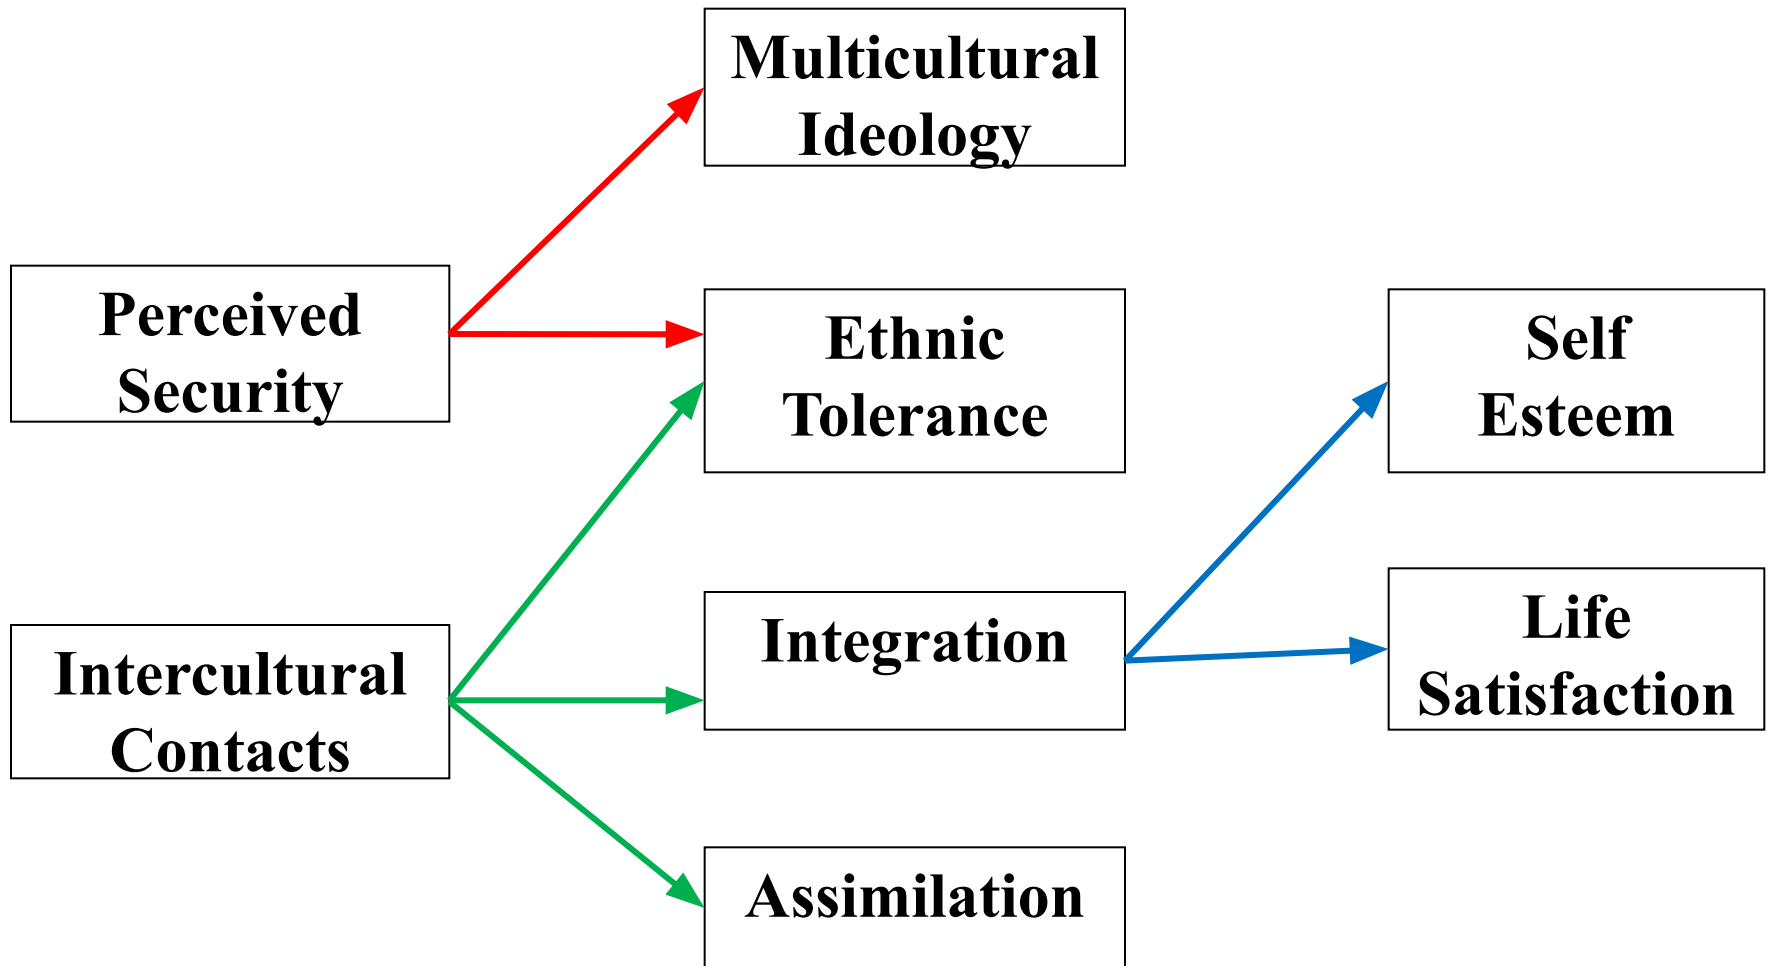 Multicultural
Ideology
Perceived
Security
Ethnic
Tolerance
Self
Esteem
Intercultural
Contacts
Integration
Life
Satisfaction
Assimilation